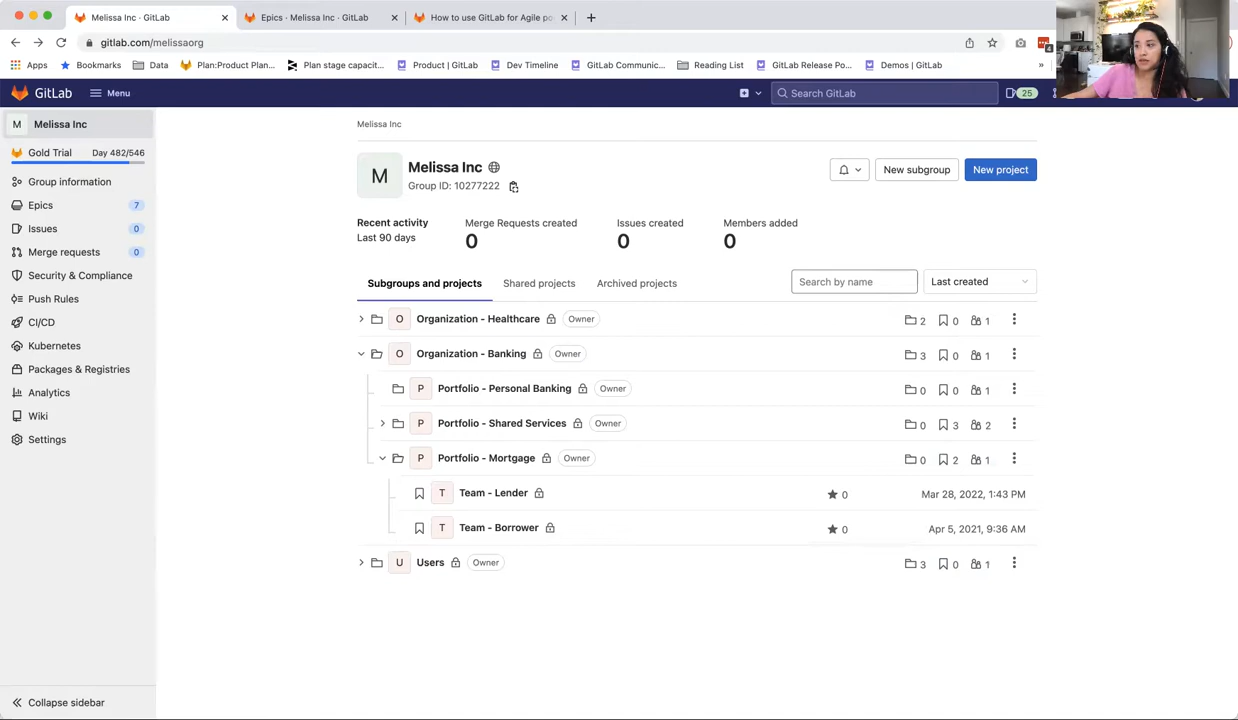 Melissa Inc · GitLab
Epics · Melissa Inc · GitLab
How to use GitLab for Agile po
gitlab.com/melissaorg
Apps
Bookmarks
Data
Plan:Product Plan...
Plan stage capacit...
Product | GitLab
Dev Timeline
GitLab Communic...
Reading List
GitLab Release Po...
Demos | GitLab
»
GitLab
Menu
Search GitLab
25
M
Melissa Inc
Gold Trial
Day 482/546
Group information
Epics
7
Issues
0
Merge requests
0
Security & Compliance
Push Rules
CI/CD
Kubernetes
Packages & Registries
Analytics
Wiki
Settings
Collapse sidebar
Melissa Inc
M
Melissa Inc
Group ID: 10277222
New subgroup
New project
Recent activity
Last 90 days
Merge Requests created
0
Issues created
0
Members added
0
Subgroups and projects
Shared projects
Archived projects
Search by name
Last created
O Organization - Healthcare Owner 2 0 1
O Organization - Banking Owner 3 0 1
P Portfolio - Personal Banking Owner 0 0 1
P Portfolio - Shared Services Owner 0 3 2
P Portfolio - Mortgage Owner 0 2 1
T Team - Lender 0 Mar 28, 2022, 1:43 PM
T Team - Borrower 0 Apr 5, 2021, 9:36 AM
U Users Owner 3 0 1